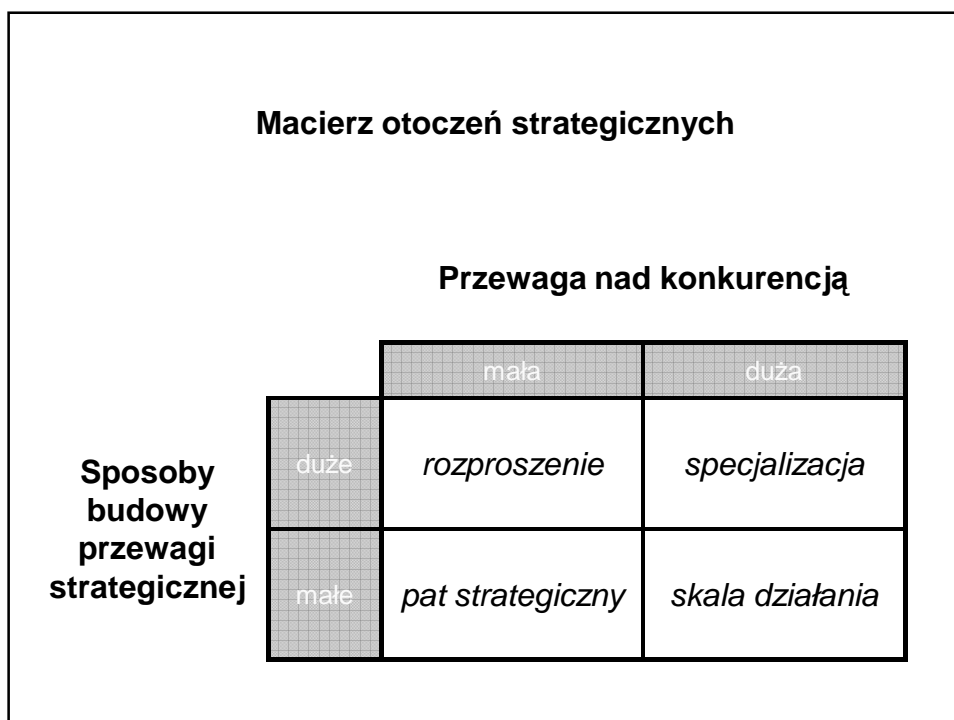 Macierz otoczeń strategicznych
Przewaga nad konkurencją
mała duża
Sposoby
budowy
przewagi
strategicznej
duże rozproszenie specjalizacja
małe pat strategiczny skala działania